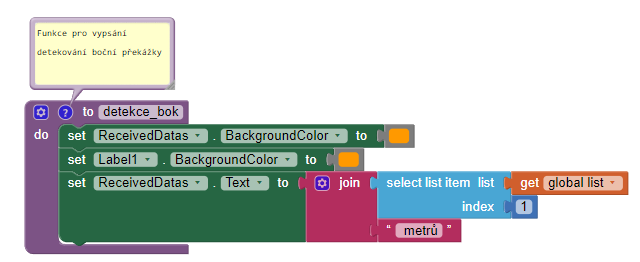 Funkce pro vypsání
detekování boční překážky
? to detekce_bok
do set ReceivedDatas . BackgroundColor to
set Label1 . BackgroundColor to
set ReceivedDatas . Text to join select list item list get global list
index 1
“ metrů ”